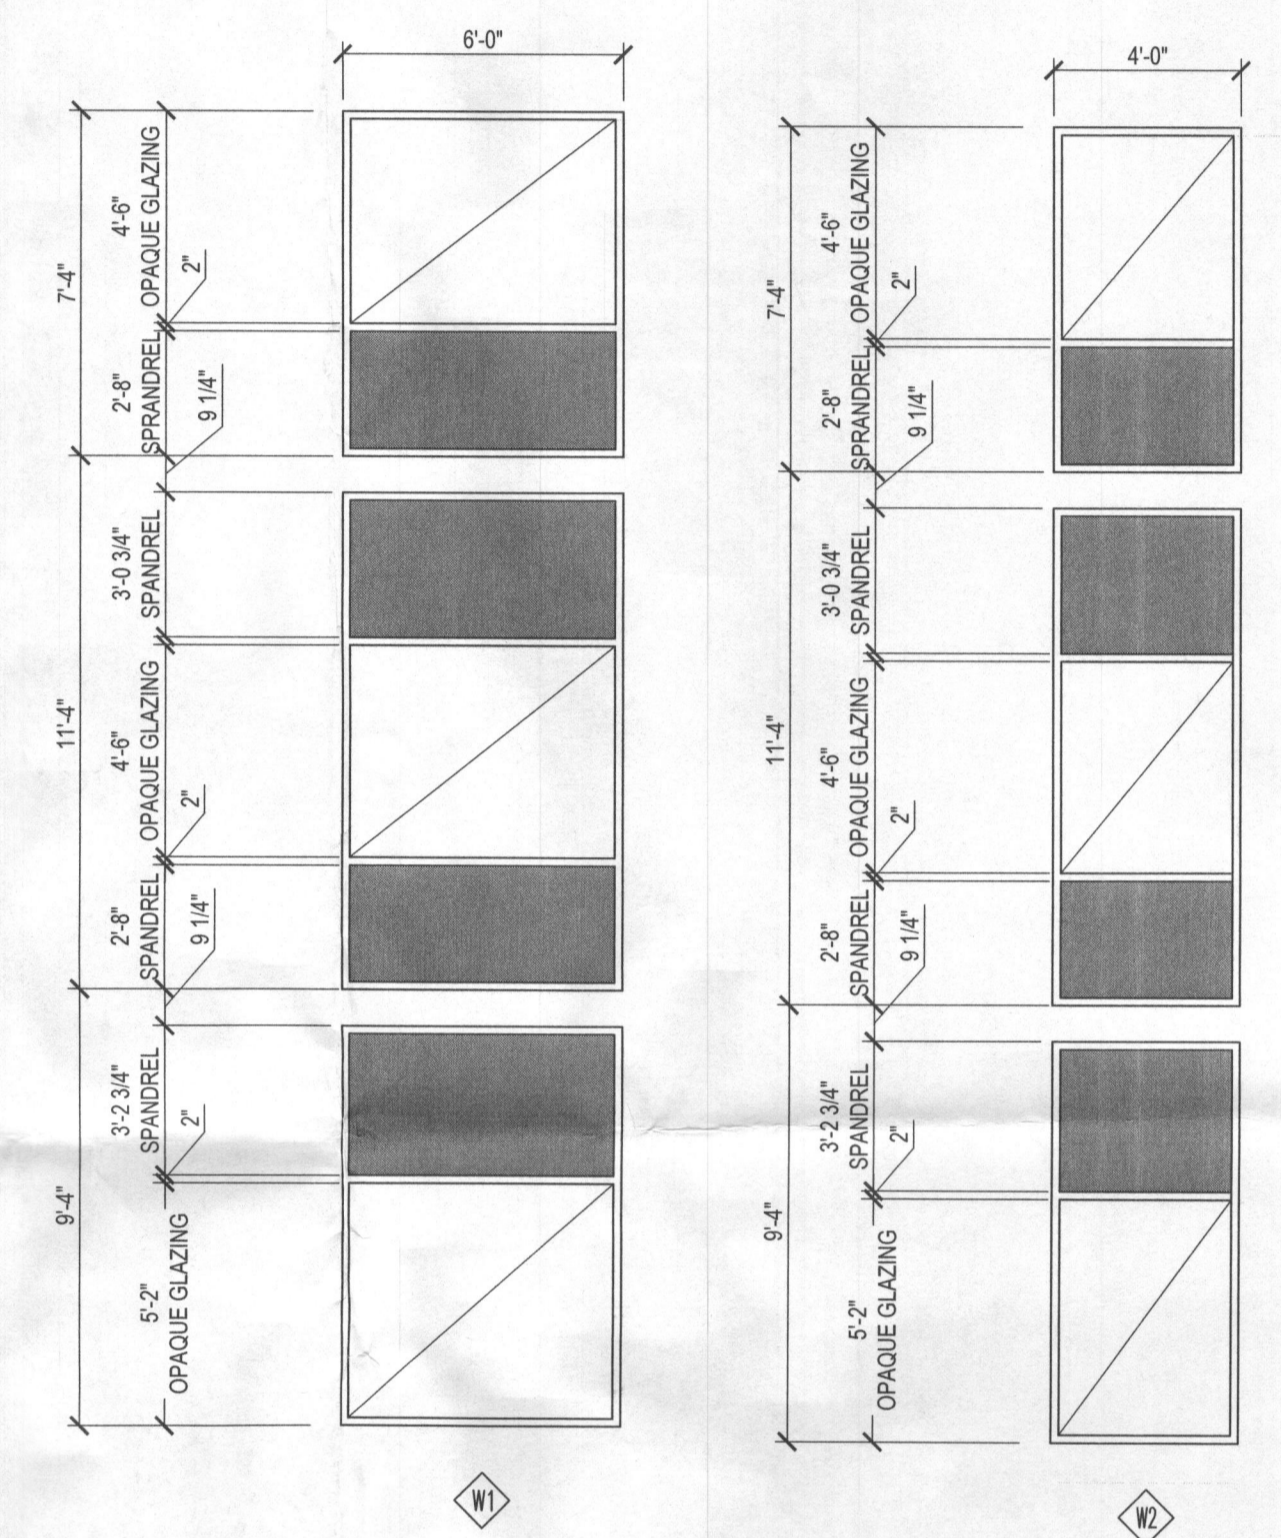 6'-0"
7'-4"
4'-6"
OPAQUE GLAZING
2"
2'-8"
SPRANDREL
9 1/4"
11'-4"
3'-0 3/4"
SPANDREL
4'-6"
OPAQUE GLAZING
2"
2'-8"
SPANDREL
9 1/4"
9'-4"
3'-2 3/4"
SPANDREL
2"
5'-2"
OPAQUE GLAZING
W1
4'-0"
7'-4"
4'-6"
OPAQUE GLAZING
2"
2'-8"
SPRANDREL
9 1/4"
11'-4"
3'-0 3/4"
SPANDREL
4'-6"
OPAQUE GLAZING
2"
2'-8"
SPANDREL
9 1/4"
9'-4"
3'-2 3/4"
SPANDREL
2"
5'-2"
OPAQUE GLAZING
W2